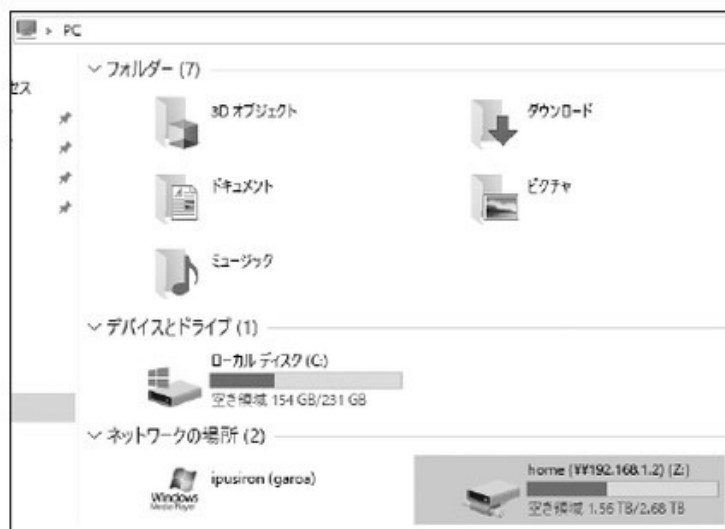 PC
セス
フォルダー (7)
3D オブジェクト
ダウンロード
ドキュメント
ピクチャ
ミュージック
デバイスとドライブ (1)
ローカル ディスク (C:)
空き領域 154 GB/231 GB
ネットワークの場所 (2)
Windows
Media Player
ipusiron (garoa)
home (¥¥192.168.1.2) (Z:)
空き領域 1.56 TB/2.68 TB